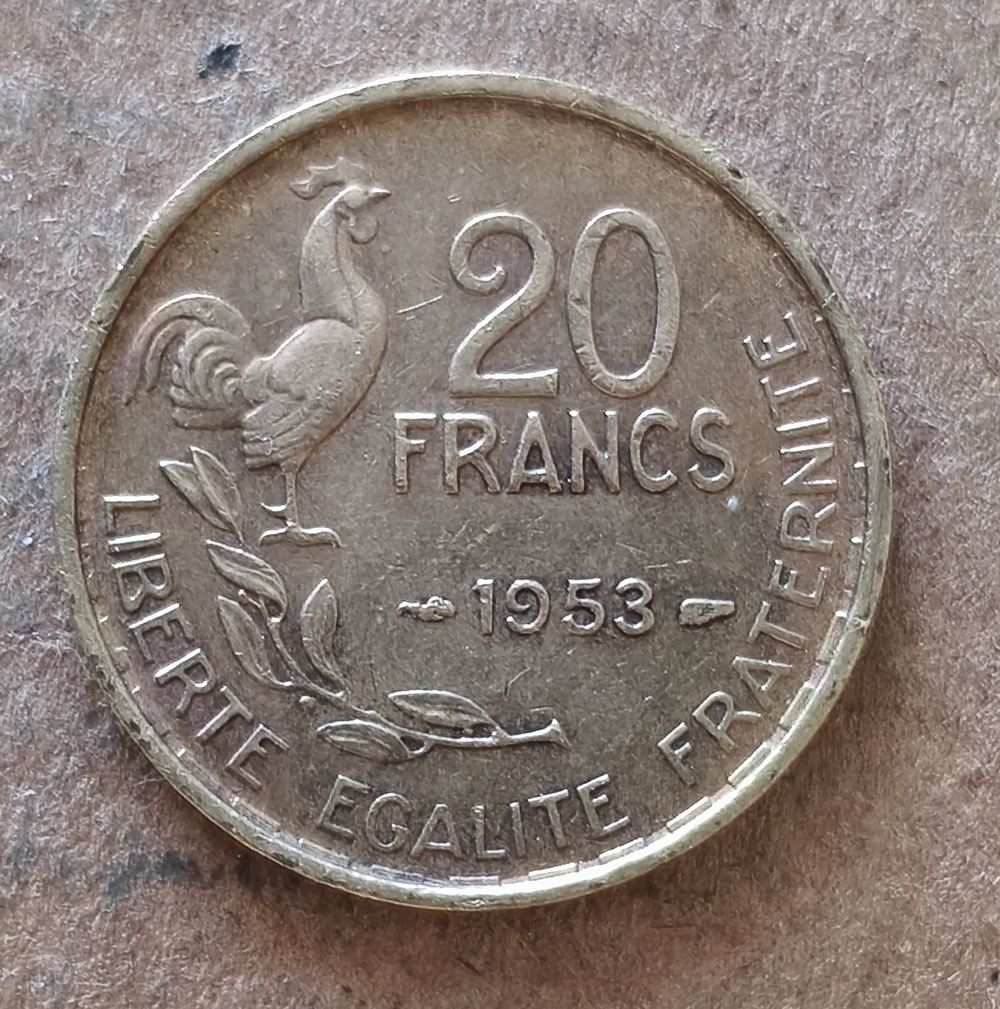 20
FRANCS
1953
LIBERTE EGALITE FRATERNITE